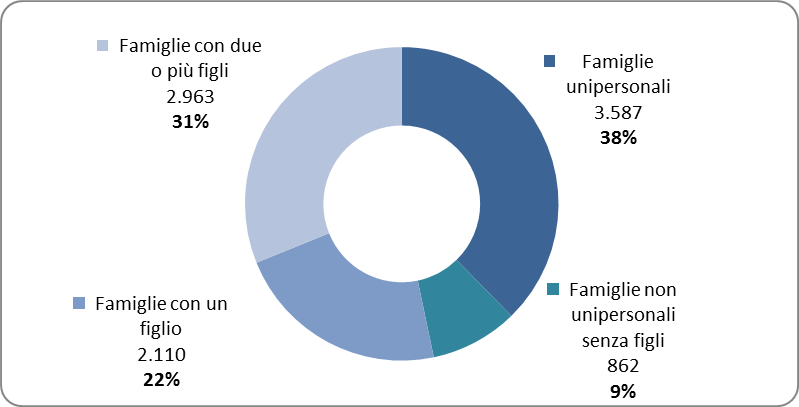 Famiglie con due
o più figli
2.963
31%
Famiglie
unipersonali
3.587
38%
Famiglie con un
figlio
2.110
22%
Famiglie non
unipersonali
senza figli
862
9%